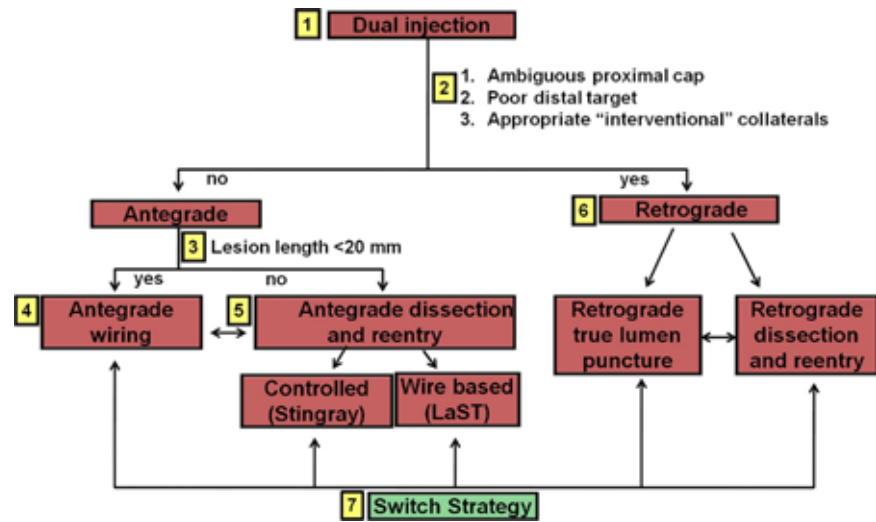 1 Dual injection
2
1. Ambiguous proximal cap
2. Poor distal target
3. Appropriate “interventional” collaterals
no
yes
Antegrade
6 Retrograde
3 Lesion length <20 mm
yes
no
4 Antegrade
wiring
5 Antegrade dissection
and reentry
Retrograde
true lumen
puncture
Retrograde
dissection
and reentry
Controlled
(Stingray)
Wire based
(LaST)
7 Switch Strategy